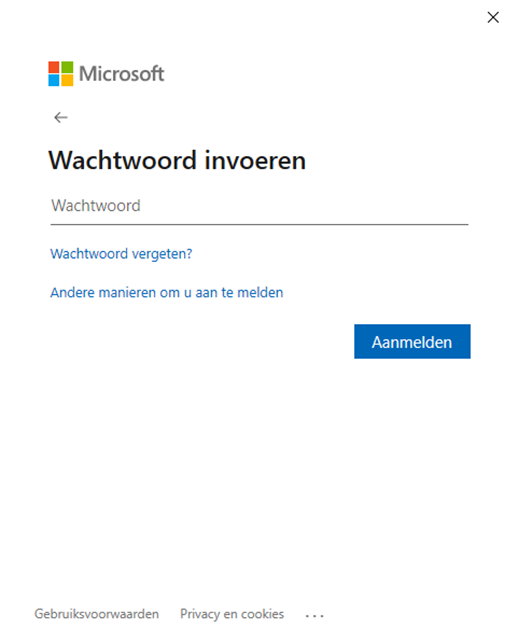 Microsoft
Wachtwoord invoeren
Wachtwoord
Wachtwoord vergeten?
Andere manieren om u aan te melden
Aanmelden
Gebruiksvoorwaarden Privacy en cookies ...